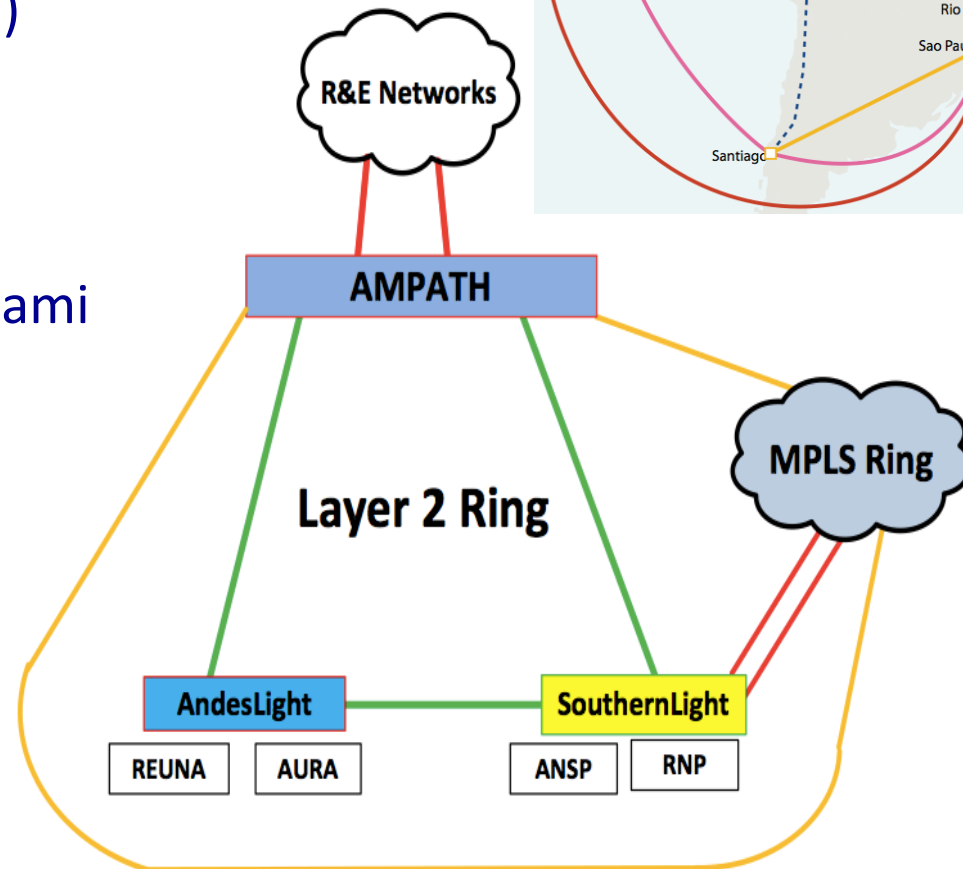 )
Rio
Sao Pau
Santiago
R&E Networks
AMPATH
ami
MPLS Ring
Layer 2 Ring
AndesLight
SouthernLight
REUNA
AURA
ANSP
RNP